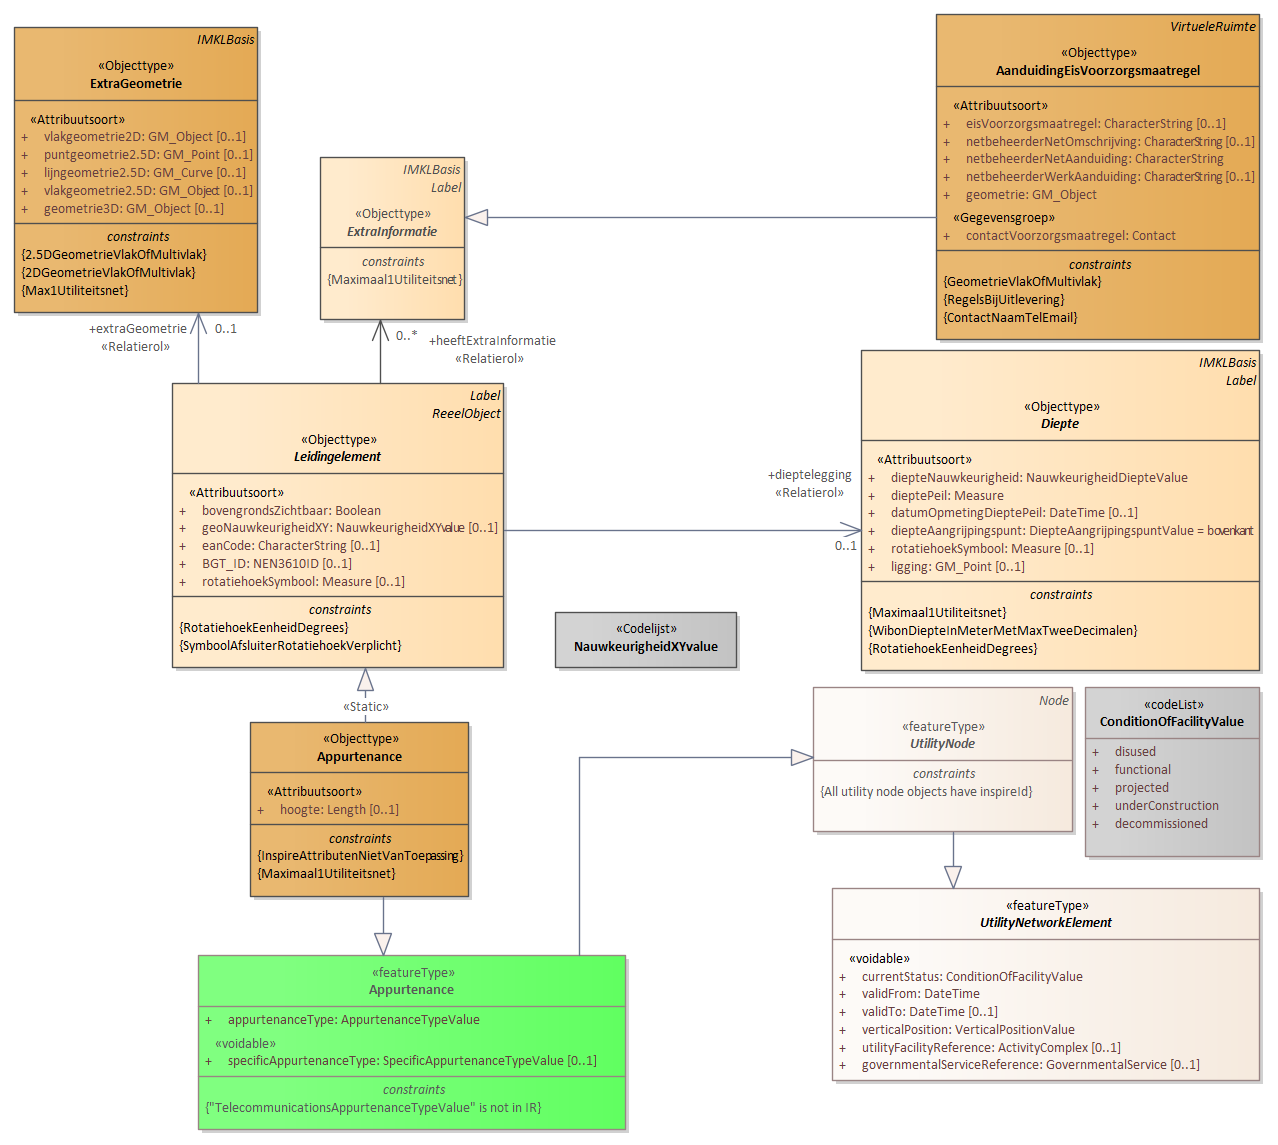 IMKLBasis
«Objecttype»
ExtraGeometrie
«Attribuutsoort»
+ vlakgeometrie2D: GM_Object [0..1]
+ puntgeometrie2.5D: GM_Point [0..1]
+ lijngeometrie2.5D: GM_Curve [0..1]
+ vlakgeometrie2.5D: GM_Object [0..1]
+ geometrie3D: GM_Object [0..1]
constraints
{2.5DGeometrieVlakOfMultivlak}
{2DGeometrieVlakOfMultivlak}
{Max1Utiliteitsnet}
VirtueleRuimte
«Objecttype»
AanduidingEisVoorzorgsmaatregel
«Attribuutsoort»
+ eisVoorzorgsmaatregel: CharacterString [0..1]
+ netbeheerderNetOmschrijving: CharacterString [0..1]
+ netbeheerderNetAanduiding: CharacterString
+ netbeheerderWerkAanduiding: CharacterString [0..1]
+ geometrie: GM_Object
«Gegevensgroep»
+ contactVoorzorgsmaatregel: Contact
constraints
{GeometrieVlakOfMultivlak}
{RegelsBijUitlevering}
{ContactNaamTelEmail}
IMKLBasis
Label
«Objecttype»
ExtraInformatie
constraints
{Maximaal1Utiliteitsnet}
+extraGeometrie 0..1
«Relatierol»
0..* +heeftExtraInformatie
«Relatierol»
Label
ReeelObject
«Objecttype»
Leidingelement
«Attribuutsoort»
+ bovengrondsZichtbaar: Boolean
+ geoNauwkeurigheidXY: NauwkeurigheidXYvalue [0..1]
+ eanCode: CharacterString [0..1]
+ BGT_ID: NEN3610ID [0..1]
+ rotatiehoekSymbool: Measure [0..1]
constraints
{RotatiehoekEenheidDegrees}
{SymboolAfsluiterRotatiehoekVerplicht}
+dieptelegging
«Relatierol»
0..1
IMKLBasis
Label
«Objecttype»
Diepte
«Attribuutsoort»
+ diepteNauwkeurigheid: NauwkeurigheidDiepteValue
+ dieptePeil: Measure
+ datumOpmetingDieptePeil: DateTime [0..1]
+ diepteAangrijpingspunt: DiepteAangrijpingspuntValue = bovenkant
+ rotatiehoekSymbool: Measure [0..1]
+ ligging: GM_Point [0..1]
constraints
{Maximaal1Utiliteitsnet}
{WibonDiepteInMeterMetMaxTweeDecimalen}
{RotatiehoekEenheidDegrees}
«Codelijst»
NauwkeurigheidXYvalue
«Static»
«Objecttype»
Appurtenance
«Attribuutsoort»
+ hoogte: Length [0..1]
constraints
{InspireAttributenNietVanToepassing}
{Maximaal1Utiliteitsnet}
Node
«featureType»
UtilityNode
constraints
{All utility node objects have inspireId}
«codeList»
ConditionOfFacilityValue
+ disused
+ functional
+ projected
+ underConstruction
+ decommissioned
«featureType»
UtilityNetworkElement
«voidable»
+ currentStatus: ConditionOfFacilityValue
+ validFrom: DateTime
+ validTo: DateTime [0..1]
+ verticalPosition: VerticalPositionValue
+ utilityFacilityReference: ActivityComplex [0..1]
+ governmentalServiceReference: GovernmentalService [0..1]
«featureType»
Appurtenance
+ appurtenanceType: AppurtenanceTypeValue
«voidable»
+ specificAppurtenanceType: SpecificAppurtenanceTypeValue [0..1]
constraints
{"TelecommunicationsAppurtenanceTypeValue" is not in IR}